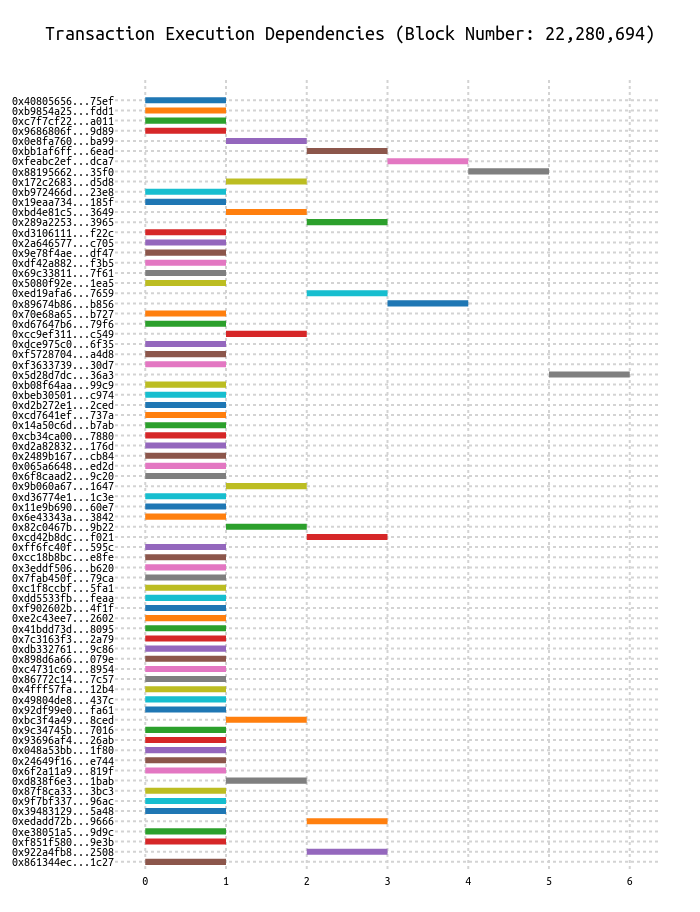 Transaction Execution Dependencies (Block Number: 22,280,694)
0x40805656...75ef
0xb9854a25...fdd1
0xc7f7cf22...a011
0x9686806f...9d89
0x0e8fa760...ba99
0xbb1af6ff...6ead
0xfeabc2ef...dca7
0x88195662...35f0
0x172c2683...d5d8
0xb972466d...23e8
0x19eaa734...185f
0xbd4e81c5...3649
0x289a2253...3965
0xd3106111...f22c
0x2a646577...c705
0x9e78f4ae...df47
0xdf42a882...f3b5
0x69c33811...7f61
0x5080f92e...1ea5
0xed19afa6...7659
0x89674b86...b856
0x70e68a65...b727
0xd67647b6...79f6
0xcc9ef311...c549
0xdce975c0...6f35
0xf5728704...a4d8
0xf3633739...30d7
0x5d28d7dc...36a3
0xb08f64aa...99c9
0xbeb30501...c974
0xd2b272e1...2ced
0xcd7641ef...737a
0x14a50c6d...b7ab
0xcb34ca00...7880
0xd2a82832...176d
0x2489b167...cb84
0x065a6648...ed2d
0x6f8caad2...9c20
0x9b060a67...1647
0xd36774e1...1c3e
0x11e9b690...60e7
0x6e43343a...3842
0x82c0467b...9b22
0xcd42b8dc...f021
0xff6fc40f...595c
0xcc18b8bc...e8fe
0x3eddf506...b620
0x7fab450f...79ca
0xc1f8ccbf...5fa1
0xdd5533fb...feaa
0xf902602b...4f1f
0xe2c43ee7...2602
0x41bdd73d...8095
0x7c3163f3...2a79
0xdb332761...9c86
0x898d6a66...079e
0xc4731c69...8954
0x86772c14...7c57
0x4fff57fa...12b4
0x49804de8...437c
0x92df99e0...fa61
0xbc3f4a49...8ced
0x9c34745b...7016
0x93696af4...26ab
0x048a53bb...1f80
0x24649f16...e744
0x6f2a11a9...819f
0xd838f6e3...1bab
0x87f8ca33...3bc3
0x9f7bf337...96ac
0x39483129...5a48
0xedadd72b...9666
0xe38051a5...9d9c
0xf851f580...9e3b
0x922a4fb8...2508
0x861344ec...1c27
0 1 2 3 4 5 6